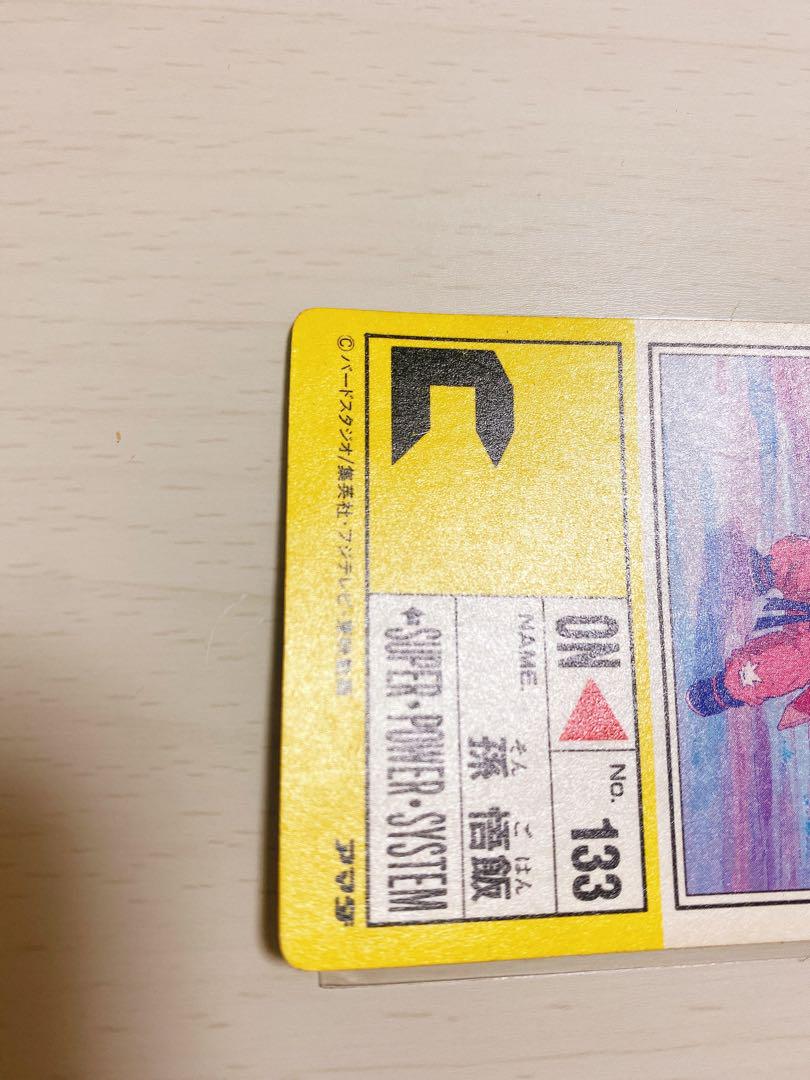 ON
No. 133
NAME
そん ご はん
孫悟飯
SUPER・POWER・SYSTEM
アマダ
©バードスタジオ/集英社・フジテレビ・東映動画